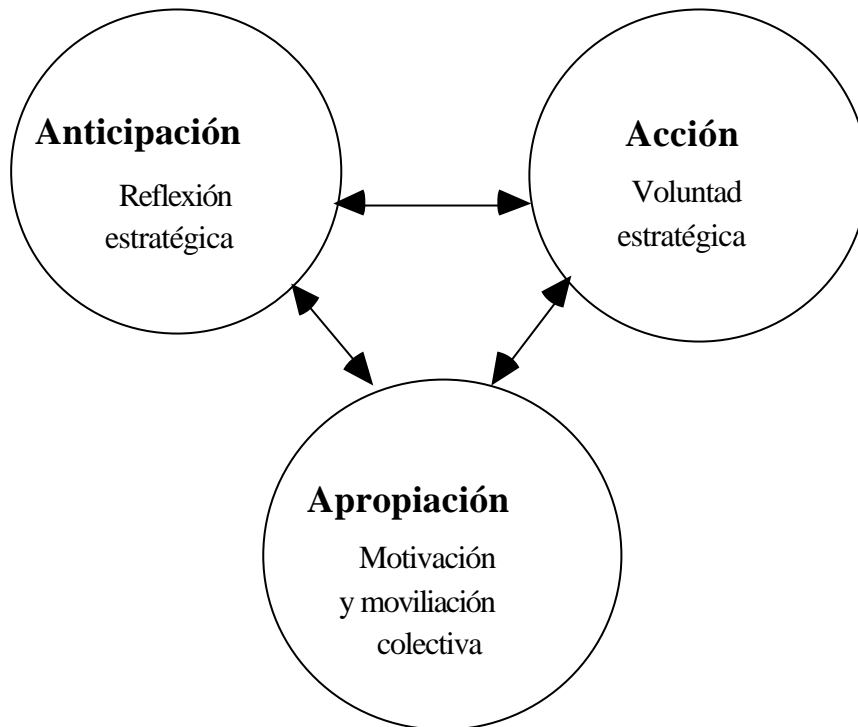 Anticipación
Reflexión
estratégica
Acción
Voluntad
estratégica
Apropiación
Motivación
y moviliación
colectiva